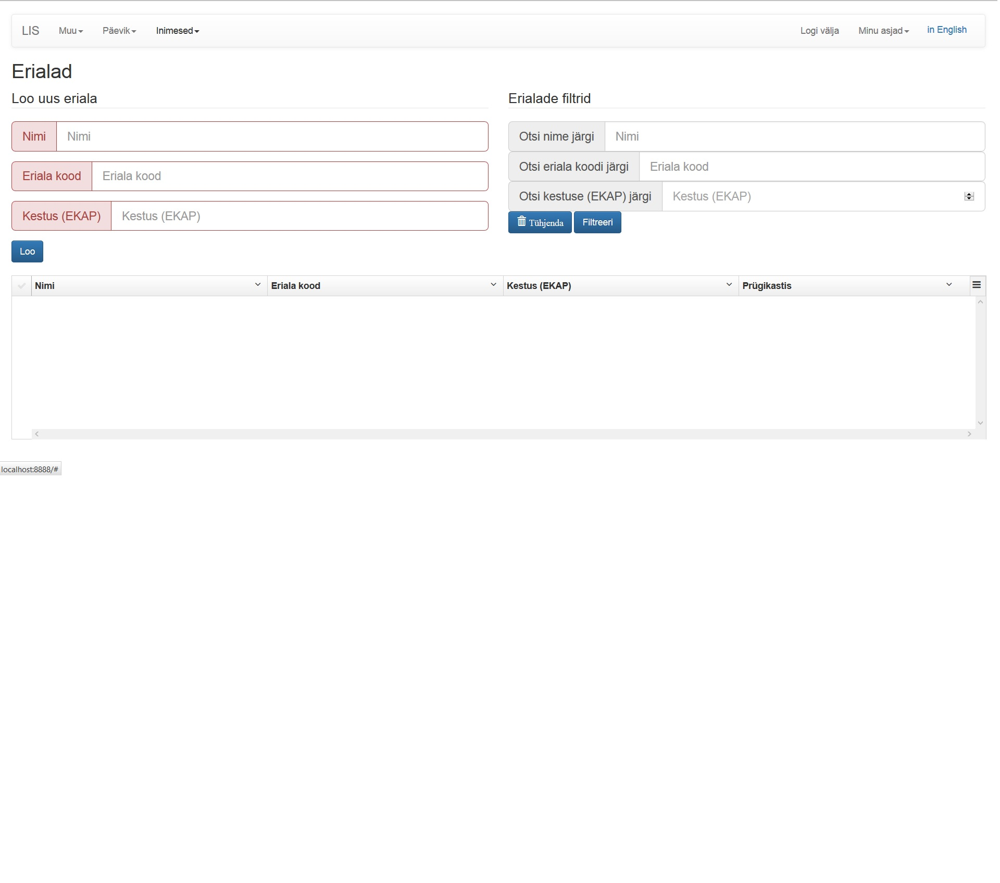 LIS Muu Päevik Inimesed Logi välja Minu asjad in English
Erialad
Loo uus eriala
Nimi Nimi
Eriala kood Eriala kood
Kestus (EKAP) Kestus (EKAP)
Loo
Erialade filtrid
Otsi nime järgi Nimi
Otsi eriala koodi järgi Eriala kood
Otsi kestuse (EKAP) järgi Kestus (EKAP)
Tühjenda Filtreeri
Nimi Eriala kood Kestus (EKAP) Prügikastis
localhost:8888/#